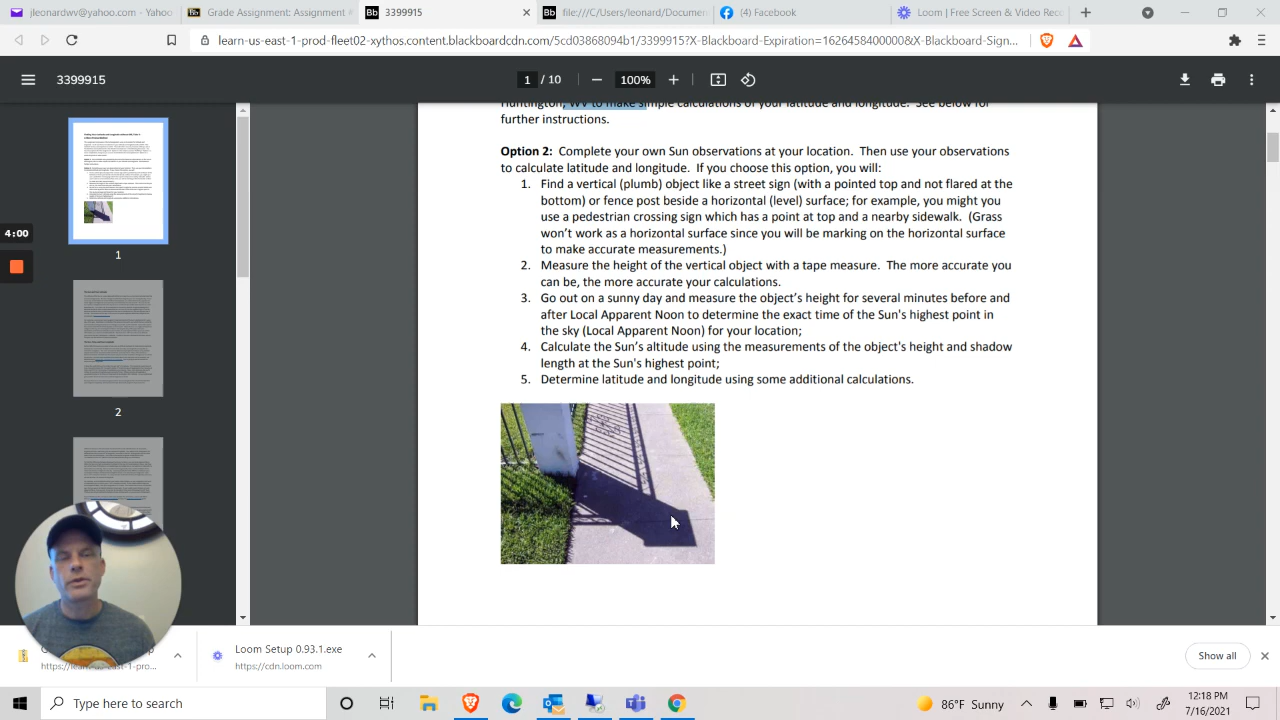 jleonardwv@yahoo.com - Yahoo
Grade Assignment: Assignment
3399915
file:///C:/Users/leonard/Documen
(4) Facebook
Loom | Free Screen & Video Reco
learn-us-east-1-prod-fleet02-xythos.content.blackboardcdn.com/5cd03868094b1/3399915?X-Blackboard-Expiration=1626458400000&X-Blackboard-Sign...
3399915
1 / 10
100%
Huntington, WV to make simple calculations of your latitude and longitude. See below for
further instructions.
Option 2: Complete your own Sun observations at your location. Then use your observations
to calculate latitude and longitude. If you choose this option, you will:
1. Find a vertical (plumb) object like a street sign (with a pointed top and not flared at the
bottom) or fence post beside a horizontal (level) surface; for example, you might you
use a pedestrian crossing sign which has a point at top and a nearby sidewalk. (Grass
won't work as a horizontal surface since you will be marking on the horizontal surface
to make accurate measurements.)
2. Measure the height of the vertical object with a tape measure. The more accurate you
can be, the more accurate your calculations.
3. Go out on a sunny day and measure the object's height for several minutes before and
after Local Apparent Noon to determine the exact time of the Sun's highest point in
the sky (Local Apparent Noon) for your location;
4. Calculate the Sun's altitude using the measurements of the object's height and shadow
length at the Sun's highest point;
5. Determine latitude and longitude using some additional calculations.
4:00
1
2
Loom Setup 0.93.1.exe
https://cdn.loom.com
Show all
Type here to search
86°F Sunny
12:18 PM
7/16/2021